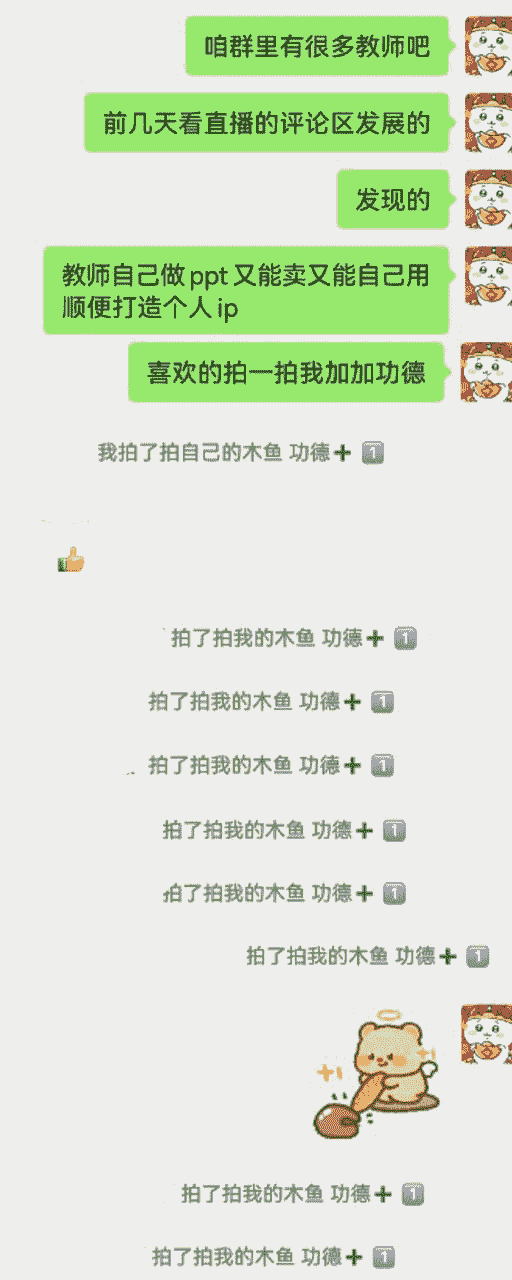 咱群里有很多教师吧
前几天看直播的评论区发展的
发现的
教师自己做ppt又能卖又能自己用
顺便打造个人ip
喜欢的拍一拍我加加功德
我拍了拍自己的木鱼 功德➕ 1️⃣
拍了拍我的木鱼 功德➕ 1️⃣
拍了拍我的木鱼 功德➕ 1️⃣
拍了拍我的木鱼 功德➕ 1️⃣
拍了拍我的木鱼 功德➕ 1️⃣
拍了拍我的木鱼 功德➕ 1️⃣
拍了拍我的木鱼 功德➕ 1️⃣
拍了拍我的木鱼 功德➕ 1️⃣
拍了拍我的木鱼 功德➕ 1️⃣